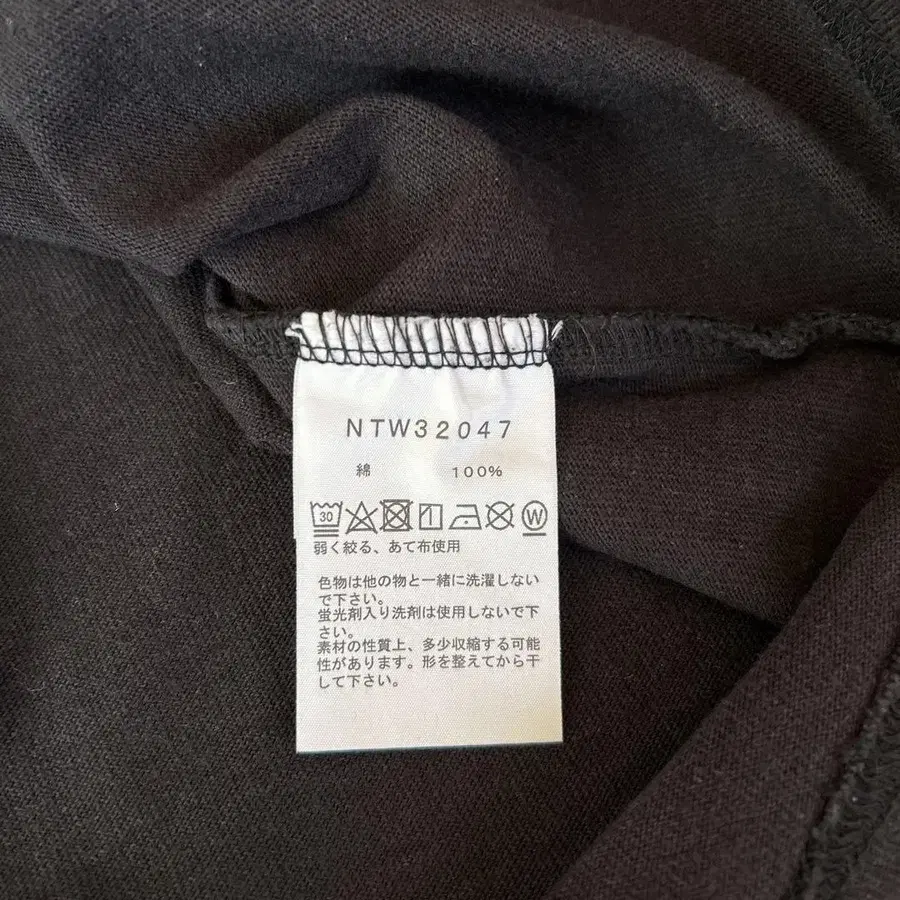 NTW32047
綿 100%
30 W
弱く絞る、あて布使用
色物は他の物と一緒に洗濯しない
で下さい。
蛍光剤入り洗剤は使用しないで下
さい。
素材の性質上、多少収縮する可能
性があります。形を整えてから干
して下さい。